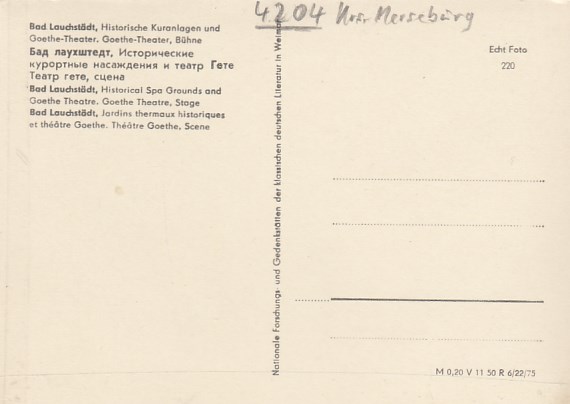 4204 Krs. Merseburg
Bad Lauchstädt, Historische Kuranlagen und
Goethe-Theater. Goethe-Theater, Bühne
Бад лаухштедт, Исторические
курортные насаждения и театр Гете
Театр гете, сцена
Bad Lauchstädt, Historical Spa Grounds and
Goethe Theatre. Goethe Theatre, Stage
Bad Lauchstädt, Jardins thermaux historiques
et théâtre Goethe. Théâtre Goethe, Scene
Nationale Forschungs- und Gedenkstätten der klassischen deutschen Literatur in Weimar
Echt Foto
220
M 0,20 V 11 50 R 6/22/75